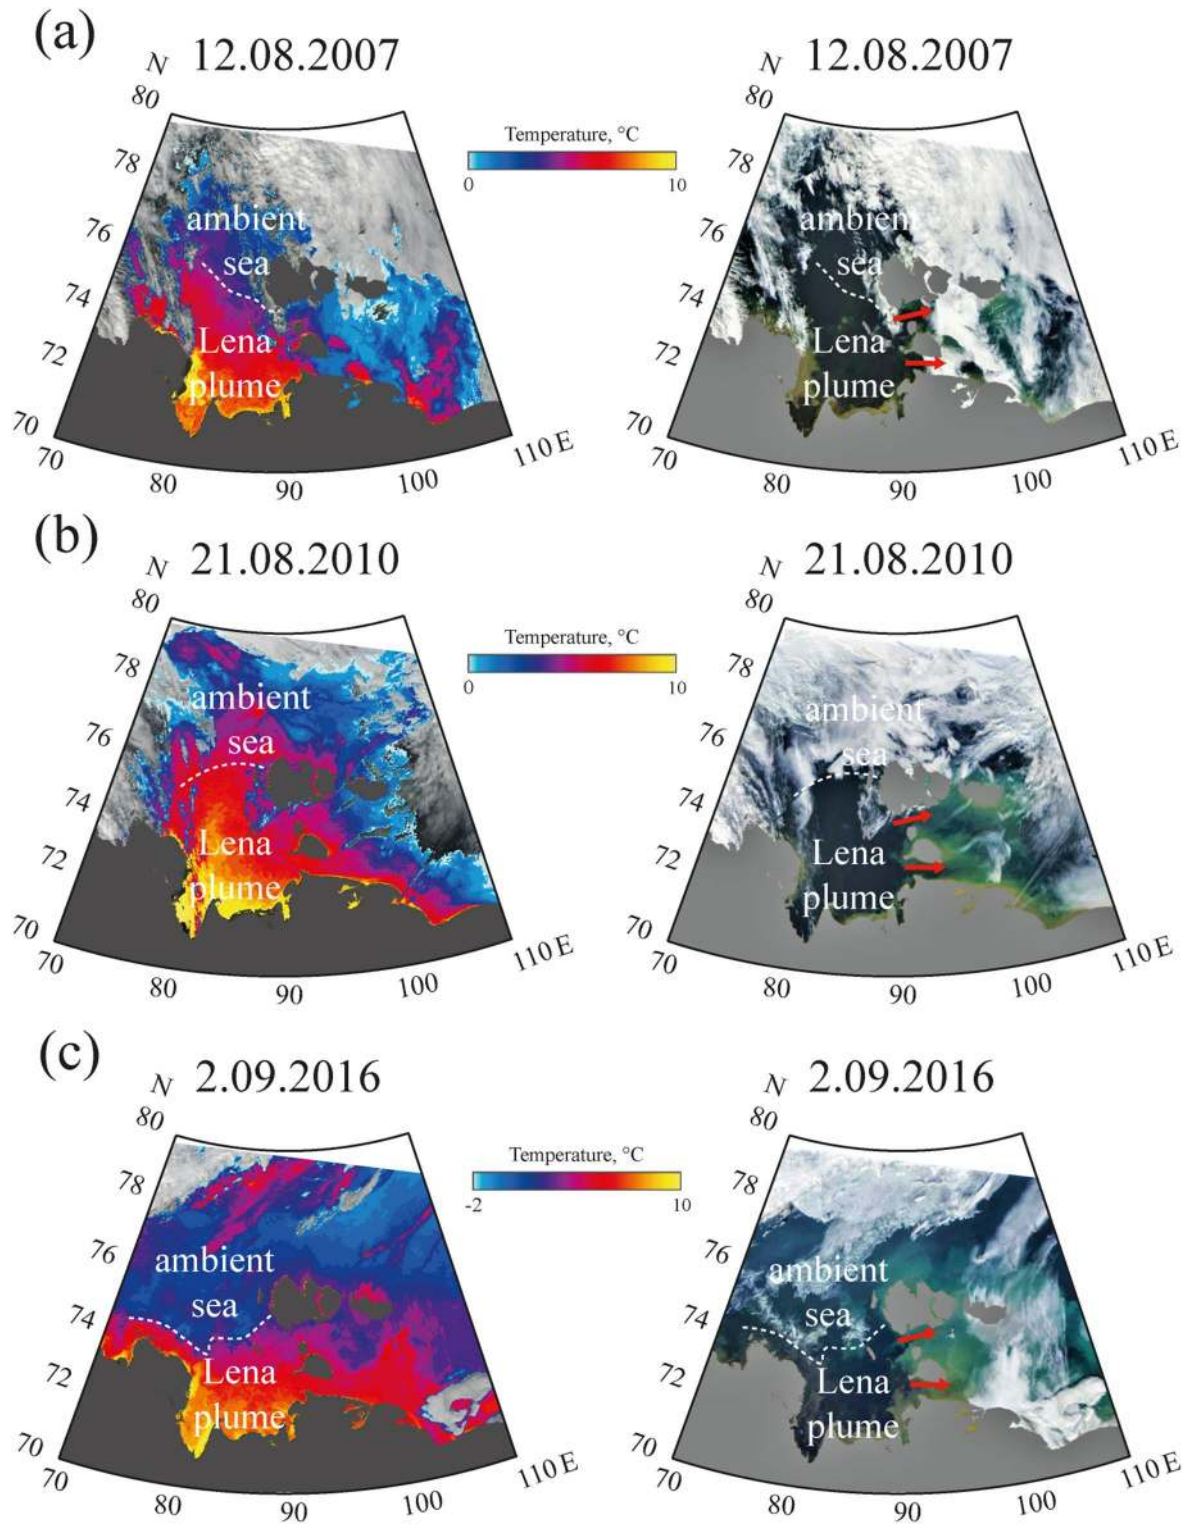 (a)
12.08.2007
12.08.2007
N
80
78
76
74
72
70
70
80
90
100
110 E
Temperature, °C
0
10
ambient
sea
Lena
plume
N
80
78
76
74
72
70
70
80
90
100
110 E
ambient
sea
Lena
plume
(b)
21.08.2010
21.08.2010
N
80
78
76
74
72
70
70
80
90
100
110 E
Temperature, °C
0
10
ambient
sea
Lena
plume
N
80
78
76
74
72
70
70
80
90
100
110 E
ambient
sea
Lena
plume
(c)
2.09.2016
2.09.2016
N
80
78
76
74
72
70
70
80
90
100
110 E
Temperature, °C
-2
10
ambient
sea
Lena
plume
N
80
78
76
74
72
70
70
80
90
100
110 E
ambient
sea
Lena
plume